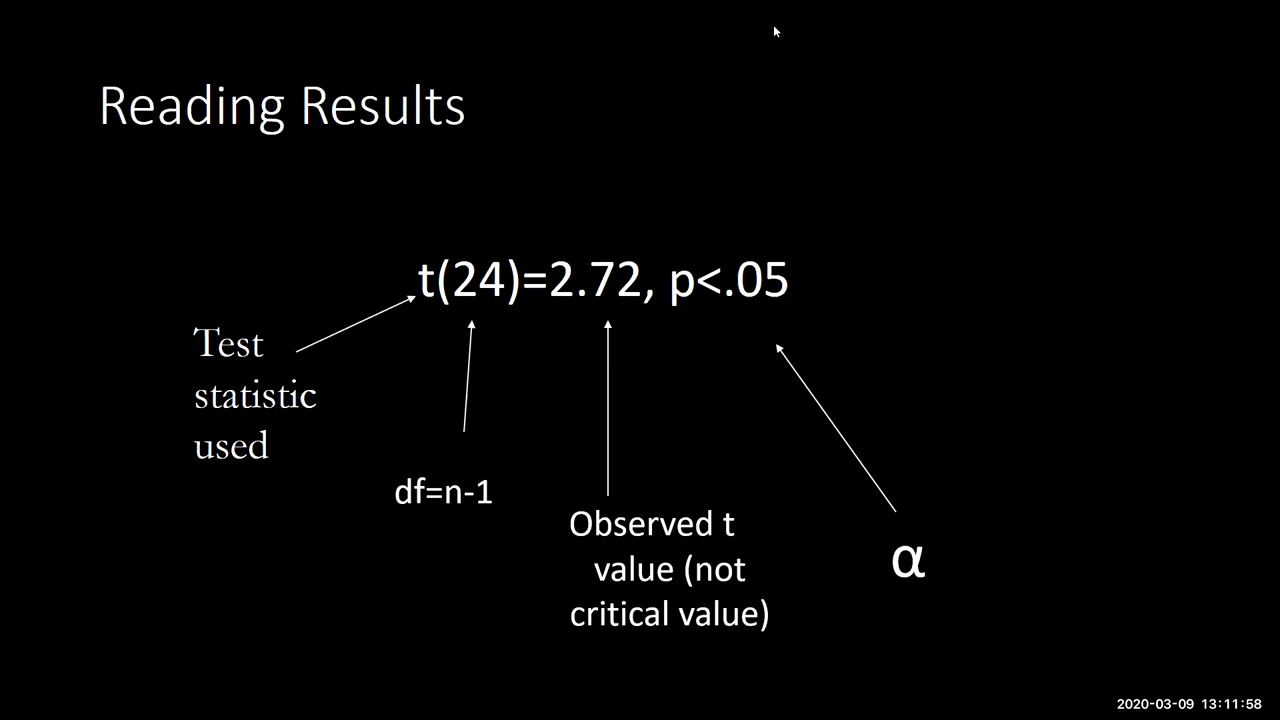 Reading Results
t(24)=2.72, p<.05
Test
statistic
used
df=n-1
Observed t
value (not
critical value)
α
2020-03-09 13:11:58